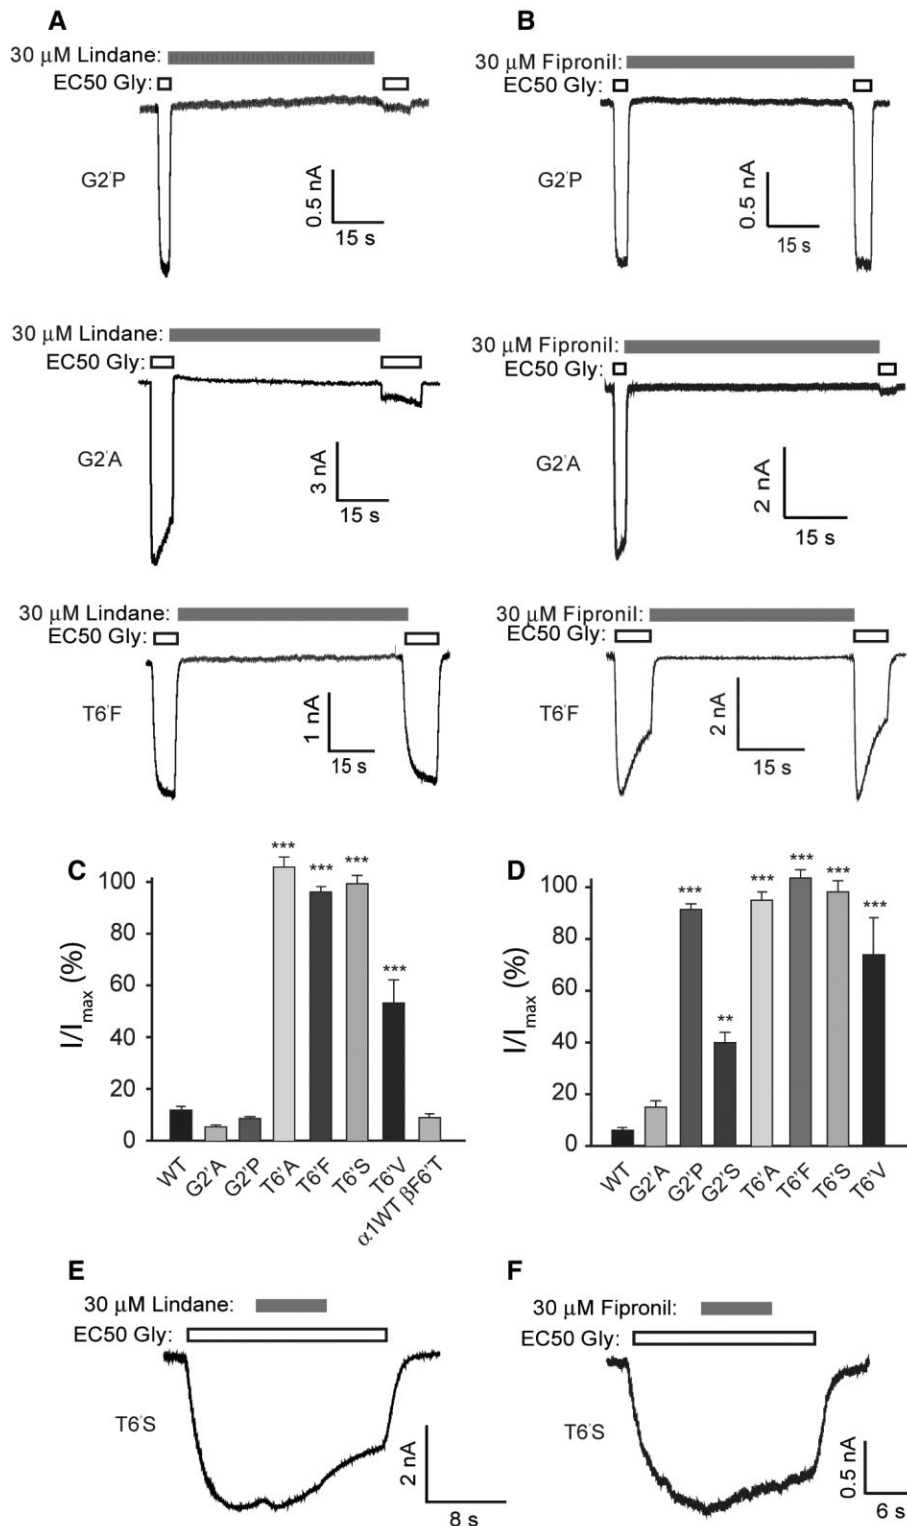 A
30 μM Lindane:
EC50 Gly:
G2'P
0.5 nA
15 s
B
30 μM Fipronil:
EC50 Gly:
G2'P
0.5 nA
15 s
30 μM Lindane:
EC50 Gly:
G2'A
3 nA
15 s
30 μM Fipronil:
EC50 Gly:
G2'A
2 nA
15 s
30 μM Lindane:
EC50 Gly:
T6'F
1 nA
15 s
30 μM Fipronil:
EC50 Gly:
T6'F
2 nA
15 s
C
I/Imax (%)
100
80
60
40
20
0
***
***
***
***
WT
G2'A
G2'P
T6'A
T6'F
T6'S
T6'V
α1WT βF6'T
D
I/Imax (%)
100
80
60
40
20
0
***
**
***
***
***
***
WT
G2'A
G2'P
G2'S
T6'A
T6'F
T6'S
T6'V
E
30 μM Lindane:
EC50 Gly:
T6'S
2 nA
8 s
F
30 μM Fipronil:
EC50 Gly:
T6'S
0.5 nA
6 s